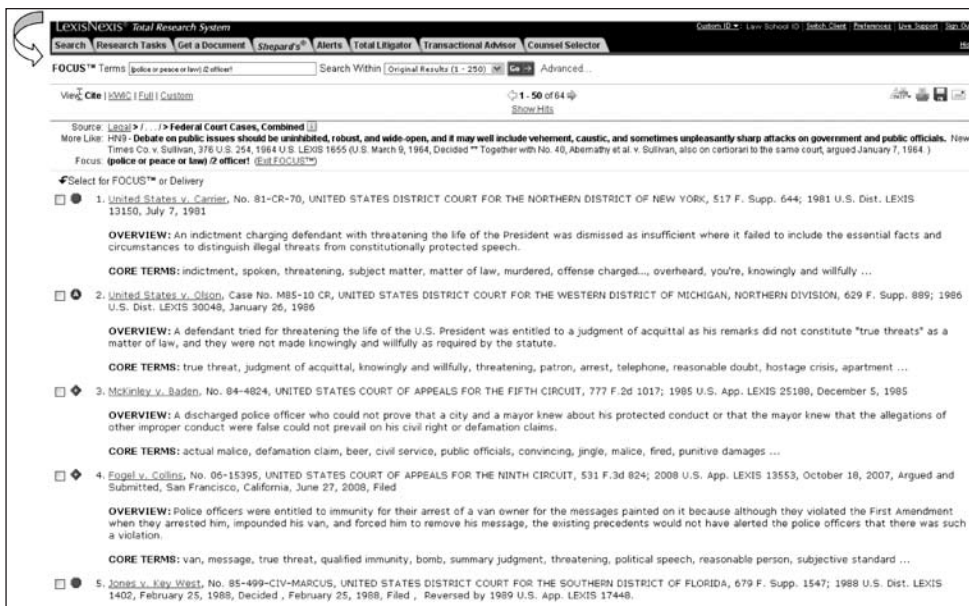 LexisNexis® Total Research System
Custom ID ▼: Law School ID | Switch Client | Preferences | Live Support | Sign Ou
Search Research Tasks Get a Document Shepard's® Alerts Total Litigator Transactional Advisor Counsel Selector
FOCUS™ Terms (police or peace or law) /2 officer! Search Within Original Results (1 - 250) Go Advanced...
View: Cite | KWIC | Full | Custom 1 - 50 of 64
Show Hits
Source: Legal > / . . . / > Federal Court Cases, Combined
More Like: HN9 - Debate on public issues should be uninhibited, robust, and wide-open, and it may well include vehement, caustic, and sometimes unpleasantly sharp attacks on government and public officials. New
Times Co. v. Sullivan, 376 U.S. 254, 1964 U.S. LEXIS 1655 (U.S. March 9, 1964, Decided ** Together with No. 40, Abernathy et al. v. Sullivan, also on certiorari to the same court, argued January 7, 1964. )
Focus: (police or peace or law) /2 officer! (Exit FOCUS™)
Select for FOCUS™ or Delivery
1. United States v. Carrier, No. 81-CR-70, UNITED STATES DISTRICT COURT FOR THE NORTHERN DISTRICT OF NEW YORK, 517 F. Supp. 644; 1981 U.S. Dist. LEXIS
13150, July 7, 1981
OVERVIEW: An indictment charging defendant with threatening the life of the President was dismissed as insufficient where it failed to include the essential facts and
circumstances to distinguish illegal threats from constitutionally protected speech.
CORE TERMS: indictment, spoken, threatening, subject matter, matter of law, murdered, offense charged..., overheard, you're, knowingly and willfully ...
2. United States v. Olson, Case No. M85-10 CR, UNITED STATES DISTRICT COURT FOR THE WESTERN DISTRICT OF MICHIGAN, NORTHERN DIVISION, 629 F. Supp. 889; 1986
U.S. Dist. LEXIS 30048, January 26, 1986
OVERVIEW: A defendant tried for threatening the life of the U.S. President was entitled to a judgment of acquittal as his remarks did not constitute "true threats" as a
matter of law, and they were not made knowingly and willfully as required by the statute.
CORE TERMS: true threat, judgment of acquittal, knowingly and willfully, threatening, patron, arrest, telephone, reasonable doubt, hostage crisis, apartment ...
3. McKinley v. Baden, No. 84-4824, UNITED STATES COURT OF APPEALS FOR THE FIFTH CIRCUIT, 777 F.2d 1017; 1985 U.S. App. LEXIS 25188, December 5, 1985
OVERVIEW: A discharged police officer who could not prove that a city and a mayor knew about his protected conduct or that the mayor knew that the allegations of
other improper conduct were false could not prevail on his civil right or defamation claims.
CORE TERMS: actual malice, defamation claim, beer, civil service, public officials, convincing, jingle, malice, fired, punitive damages ...
4. Fogel v. Collins, No. 06-15395, UNITED STATES COURT OF APPEALS FOR THE NINTH CIRCUIT, 531 F.3d 824; 2008 U.S. App. LEXIS 13553, October 18, 2007, Argued and
Submitted, San Francisco, California, June 27, 2008, Filed
OVERVIEW: Police officers were entitled to immunity for their arrest of a van owner for the messages painted on it because although they violated the First Amendment
when they arrested him, impounded his van, and forced him to remove his message, the existing precedents would not have alerted the police officers that there was such
a violation.
CORE TERMS: van, message, true threat, qualified immunity, bomb, summary judgment, threatening, political speech, reasonable person, subjective standard ...
5. Jones v. Key West, No. 85-499-CIV-MARCUS, UNITED STATES DISTRICT COURT FOR THE SOUTHERN DISTRICT OF FLORIDA, 679 F. Supp. 1547; 1988 U.S. Dist. LEXIS
1402, February 25, 1988, Decided , February 25, 1988, Filed , Reversed by 1989 U.S. App. LEXIS 17448.